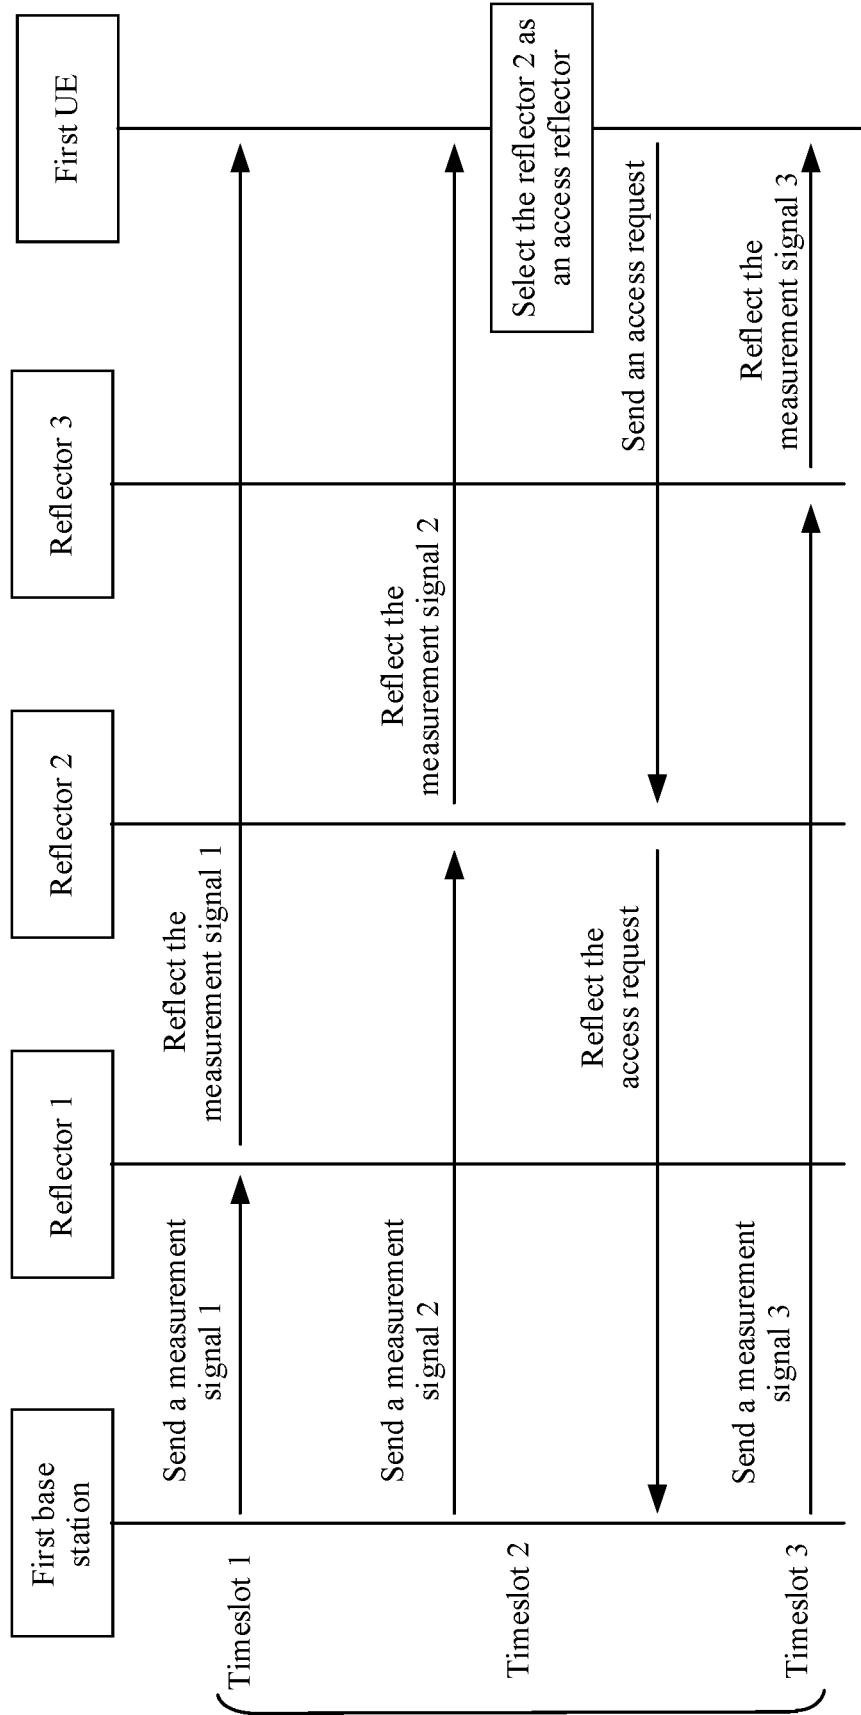 First base
station
Reflector 1
Reflector 2
Reflector 3
First UE
Timeslot 1
Send a measurement
signal 1
Reflect the
measurement signal 1
Timeslot 2
Send a measurement
signal 2
Reflect the
measurement signal 2
Select the reflector 2 as
an access reflector
Send an access request
Reflect the
access request
Timeslot 3
Send a measurement
signal 3
Reflect the
measurement signal 3